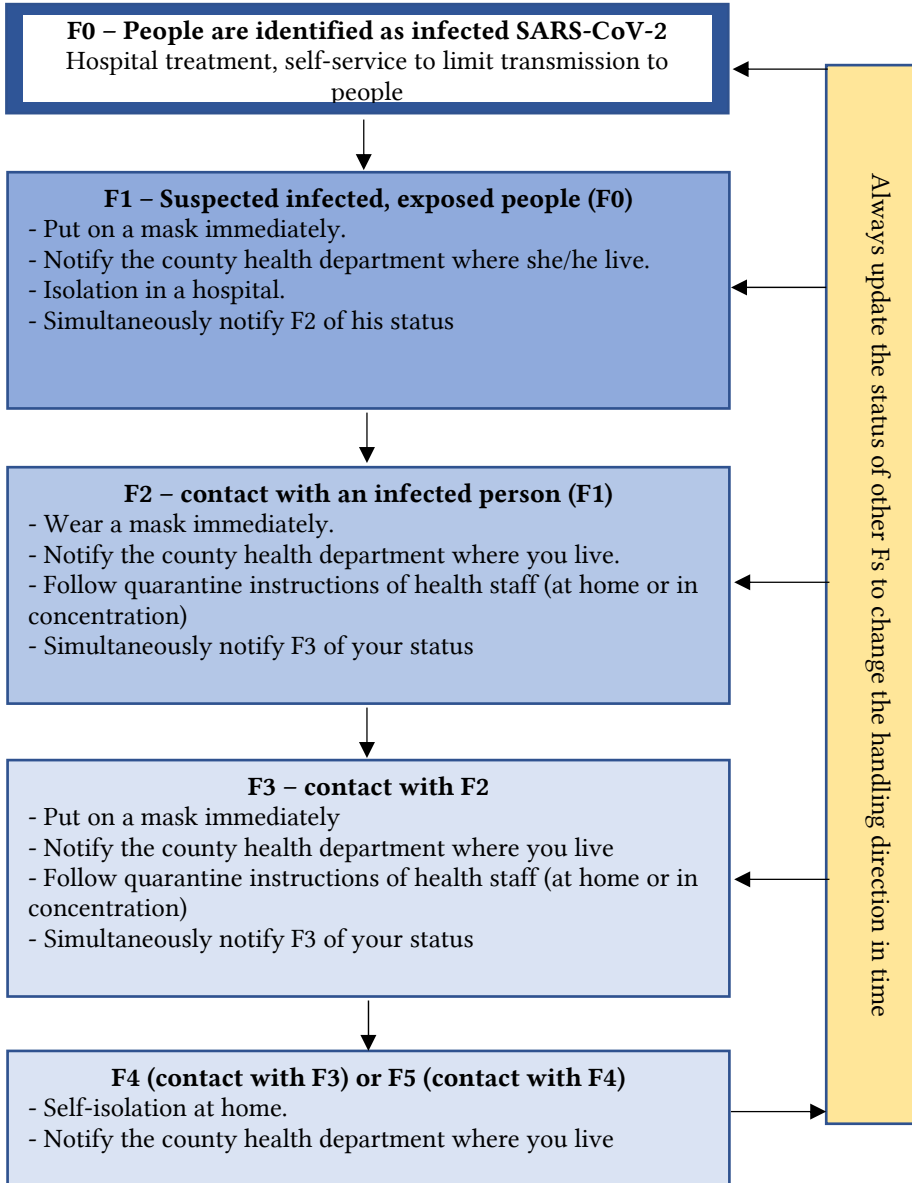 F0 – People are identified as infected SARS-CoV-2
Hospital treatment, self-service to limit transmission to
people
F1 – Suspected infected, exposed people (F0)
- Put on a mask immediately.
- Notify the county health department where she/he live.
- Isolation in a hospital.
- Simultaneously notify F2 of his status
F2 – contact with an infected person (F1)
- Wear a mask immediately.
- Notify the county health department where you live.
- Follow quarantine instructions of health staff (at home or in
concentration)
- Simultaneously notify F3 of your status
F3 – contact with F2
- Put on a mask immediately
- Notify the county health department where you live
- Follow quarantine instructions of health staff (at home or in
concentration)
- Simultaneously notify F3 of your status
F4 (contact with F3) or F5 (contact with F4)
- Self-isolation at home.
- Notify the county health department where you live
Always update the status of other Fs to change the handling direction in time